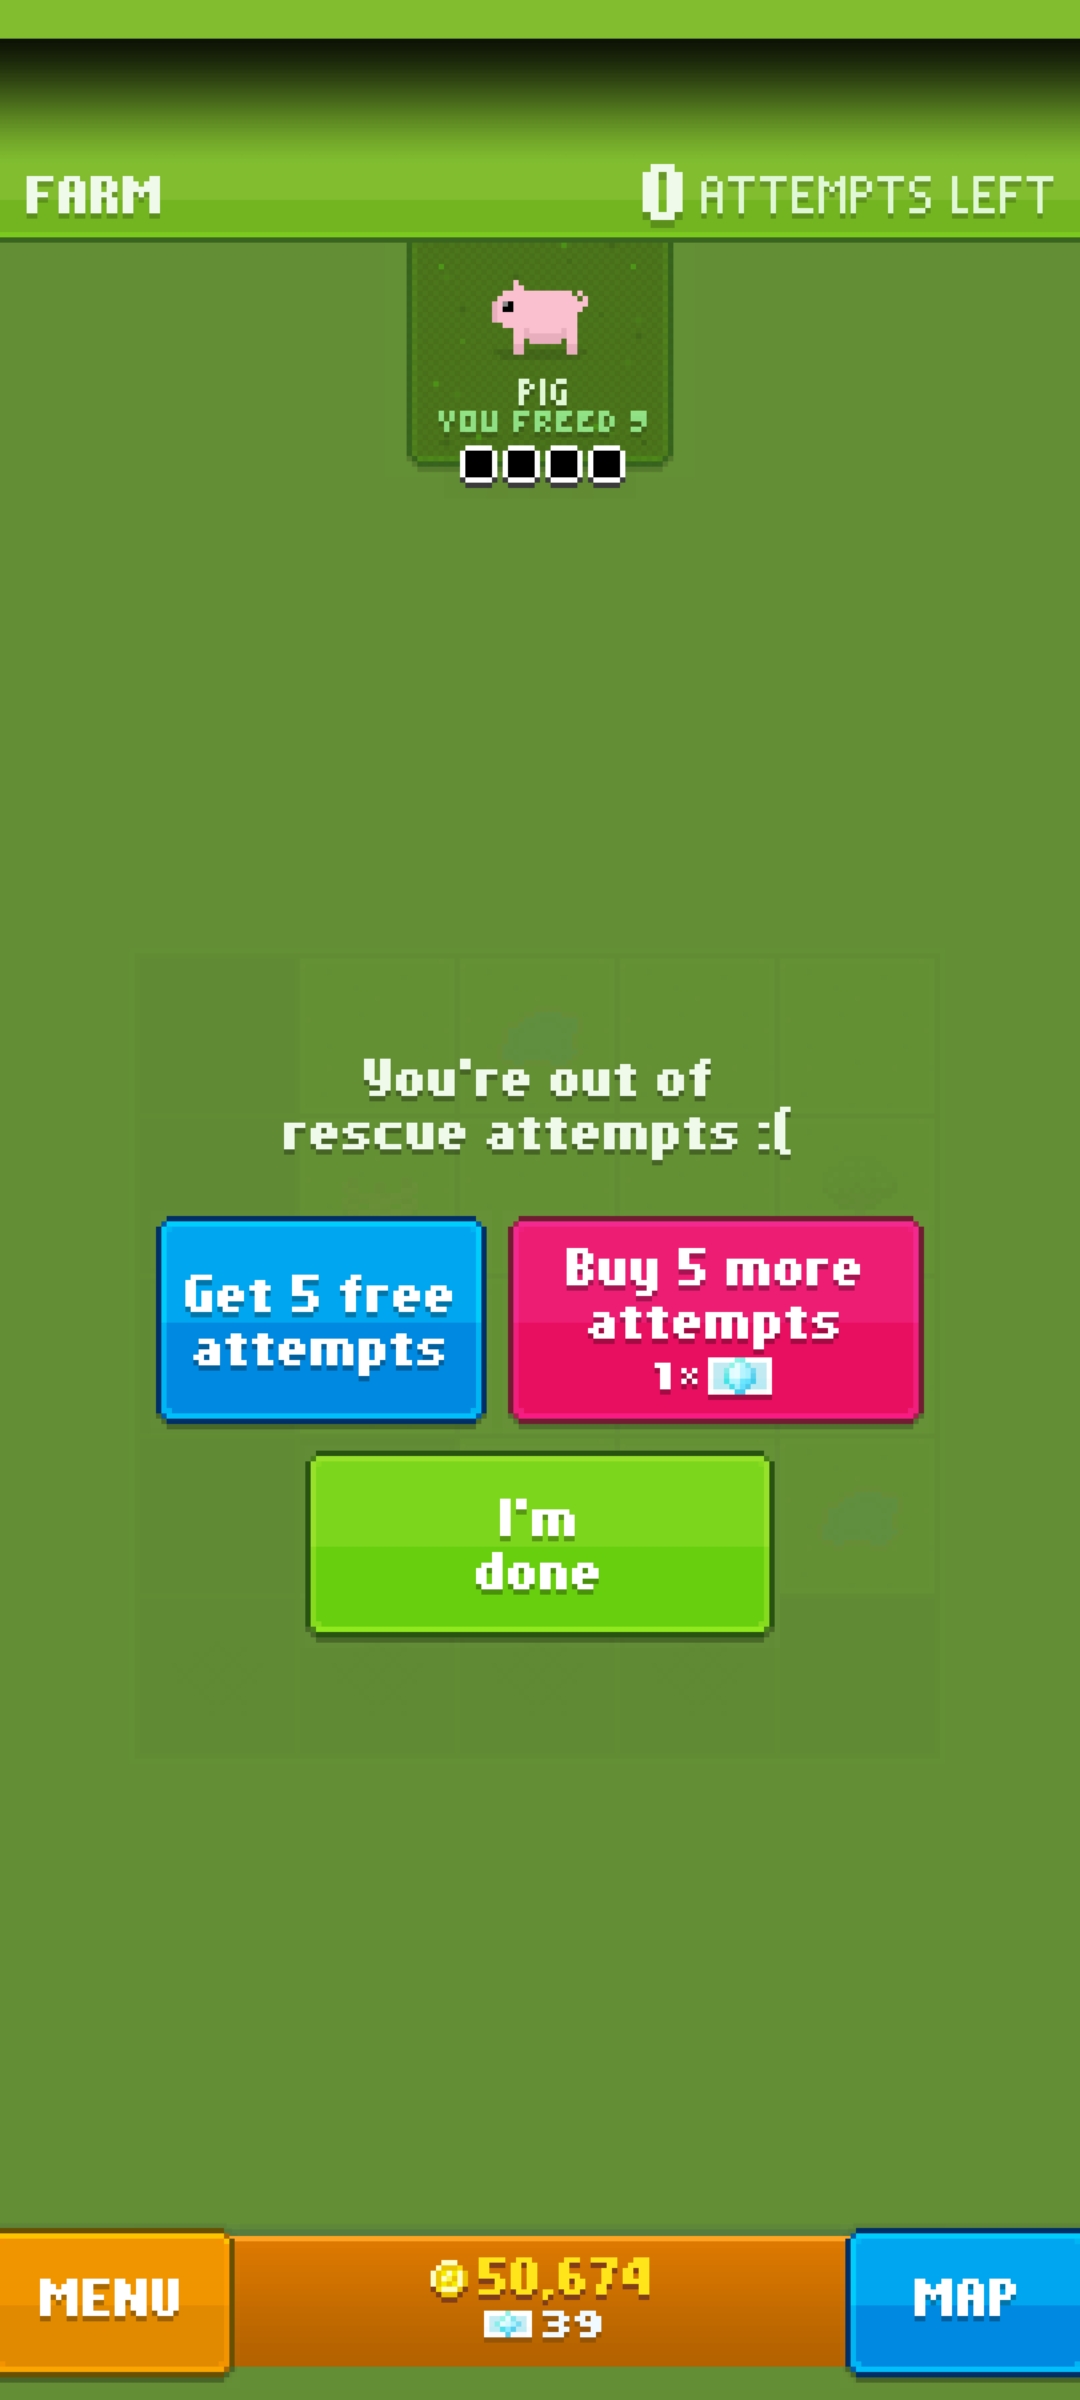 FARM
0 ATTEMPTS LEFT
PIG
YOU FREED 9
You're out of
rescue attempts :(
Get 5 free
attempts
Buy 5 more
attempts
1×
I'm
done
MENU
50,674
39
MAP